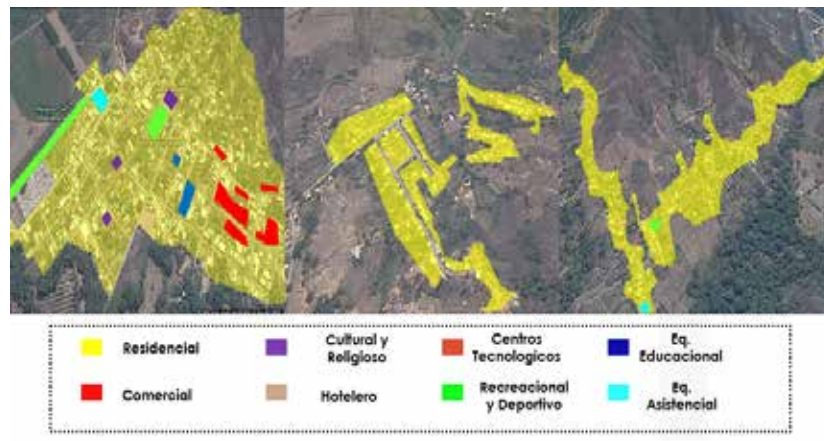 Residencial
Cultural y
Religioso
Centros
Tecnologicos
Eq.
Educacional
Comercial
Hotelero
Recreacional
y Deportivo
Eq.
Asistencial